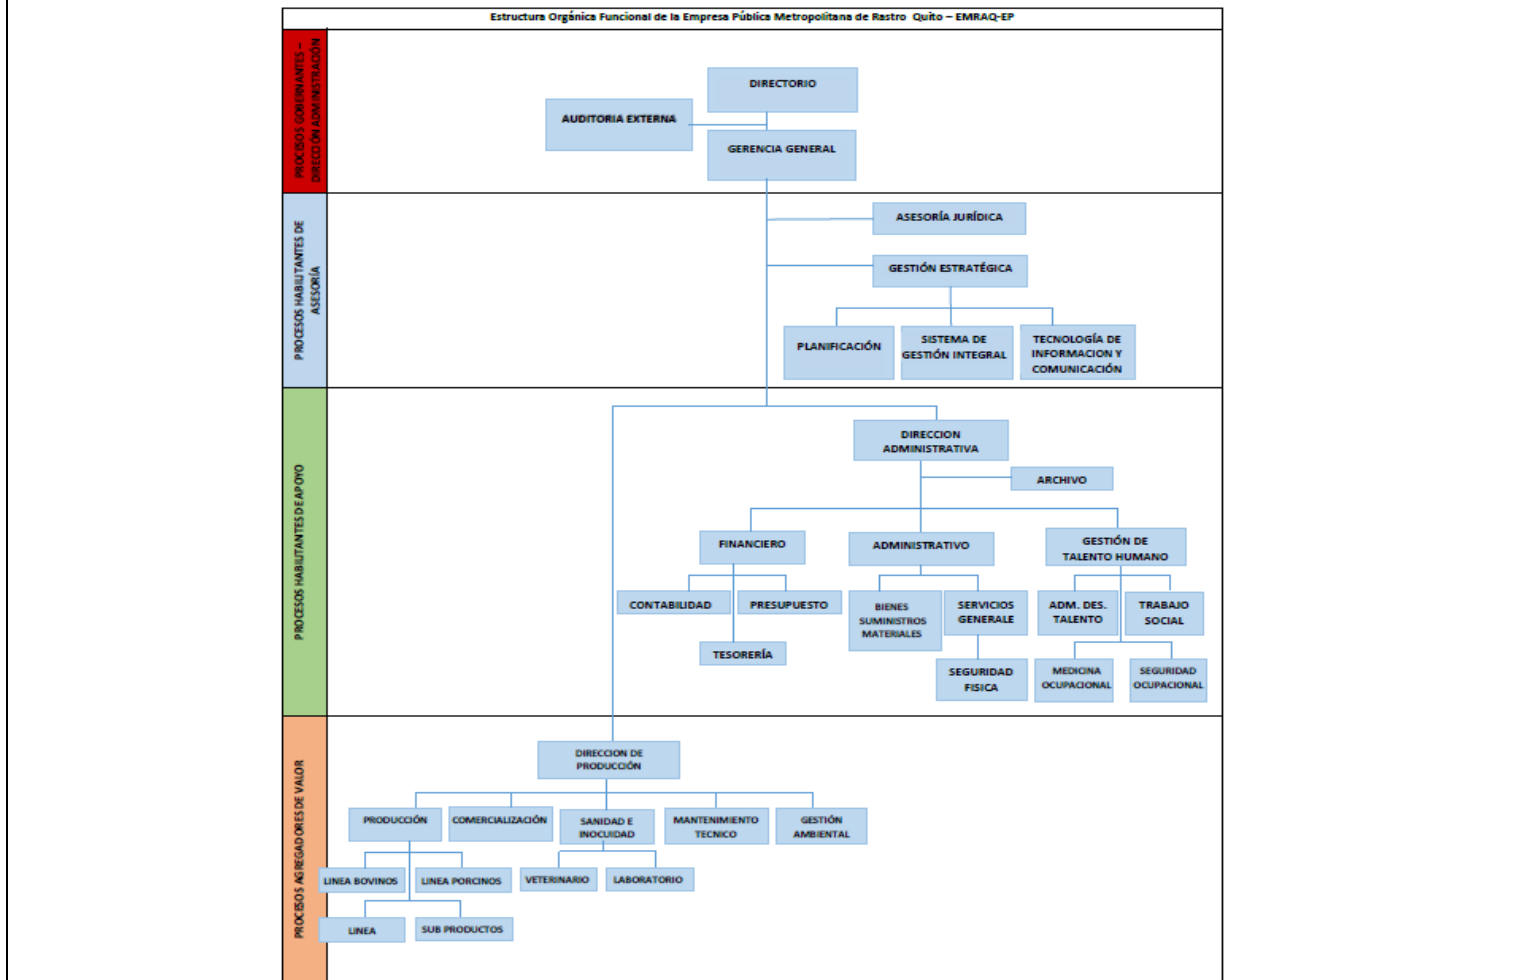 Estructura Orgánica Funcional de la Empresa Pública Metropolitana de Rastro Quito – EMRAQ-EP
PROCESOS GOBERNANTES –
DIRECCIÓN ADMINISTRACIÓN
DIRECTORIO
AUDITORIA EXTERNA
GERENCIA GENERAL
PROCESOS HABILITANTES DE
ASESORÍA
ASESORÍA JURÍDICA
GESTIÓN ESTRATÉGICA
PLANIFICACIÓN
SISTEMA DE
GESTIÓN INTEGRAL
TECNOLOGÍA DE
INFORMACION Y
COMUNICACIÓN
PROCESOS HABILITANTES DE APOYO
DIRECCION
ADMINISTRATIVA
ARCHIVO
FINANCIERO
ADMINISTRATIVO
GESTIÓN DE
TALENTO HUMANO
CONTABILIDAD
PRESUPUESTO
BIENES
SUMINISTROS
MATERIALES
SERVICIOS
GENERALE
ADM. DES.
TALENTO
TRABAJO
SOCIAL
TESORERÍA
SEGURIDAD
FISICA
MEDICINA
OCUPACIONAL
SEGURIDAD
OCUPACIONAL
PROCESOS AGREGADORES DE VALOR
DIRECCION DE
PRODUCCIÓN
PRODUCCIÓN
COMERCIALIZACIÓN
SANIDAD E
INOCUIDAD
MANTENIMIENTO
TECNICO
GESTIÓN
AMBIENTAL
LINEA BOVINOS
LINEA PORCINOS
VETERINARIO
LABORATORIO
LINEA
SUB PRODUCTOS